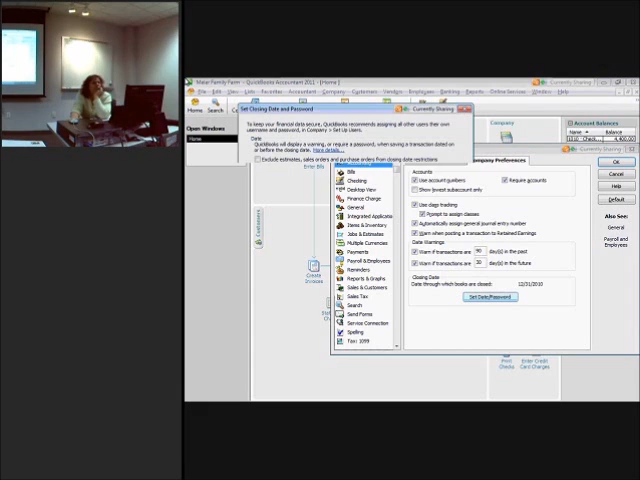 Meier Family Farm - QuickBooks Accountant 2011 - [Home]
Currently Sharing
File Edit View Lists Favorites Accountant Company Customers Vendors Employees Banking Reports Online Services Window Help
Home
Search
Open Windows
Home
Company
Account Balances
Name
Balance
1010 · Check...
4,400.00
Set Closing Date and Password
Currently Sharing
To keep your financial data secure, QuickBooks recommends assigning all other users their own
username and password, in Company > Set Up Users.
Date
QuickBooks will display a warning, or require a password, when saving a transaction dated on
or before the closing date. More details...
Exclude estimates, sales orders and purchase orders from closing date restrictions
Currently Sharing
Enter Bills
Customers
Create
Invoices
Bills
Checking
Desktop View
Finance Charge
General
Integrated Applicatio
Items & Inventory
Jobs & Estimates
Multiple Currencies
Payments
Payroll & Employees
Reminders
Reports & Graphs
Sales & Customers
Sales Tax
Search
Send Forms
Service Connection
Spelling
Tax: 1099
Company Preferences
Accounts
Use account numbers
Require accounts
Show lowest subaccount only
Use class tracking
Prompt to assign classes
Automatically assign general journal entry number
Warn when posting a transaction to Retained Earnings
Date Warnings
Warn if transactions are 90 day(s) in the past
Warn if transactions are 30 day(s) in the future
Closing Date
Date through which books are closed: 12/31/2010
Set Date/Password
OK
Cancel
Help
Default
Also See:
General
Payroll and
Employees
Print
Checks
Enter Credit
Card Charges